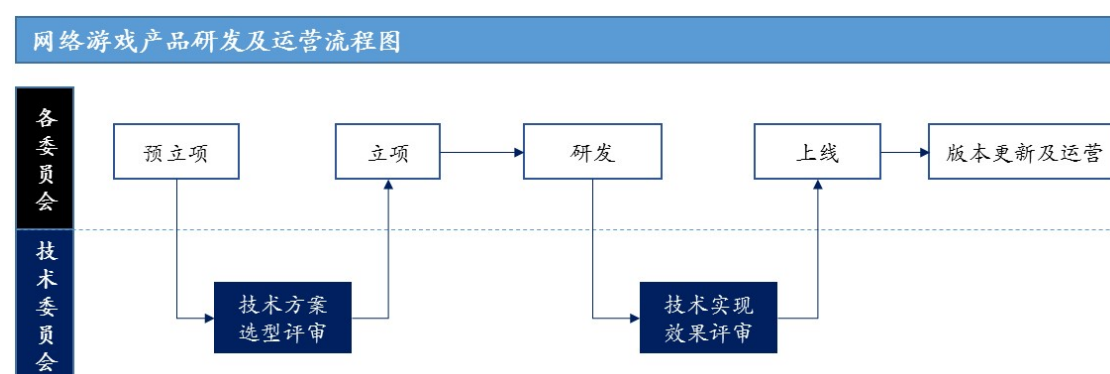 网络游戏产品研发及运营流程图
各委员会
预立项
立项
研发
上线
版本更新及运营
技术委员会
技术方案
选型评审
技术实现
效果评审